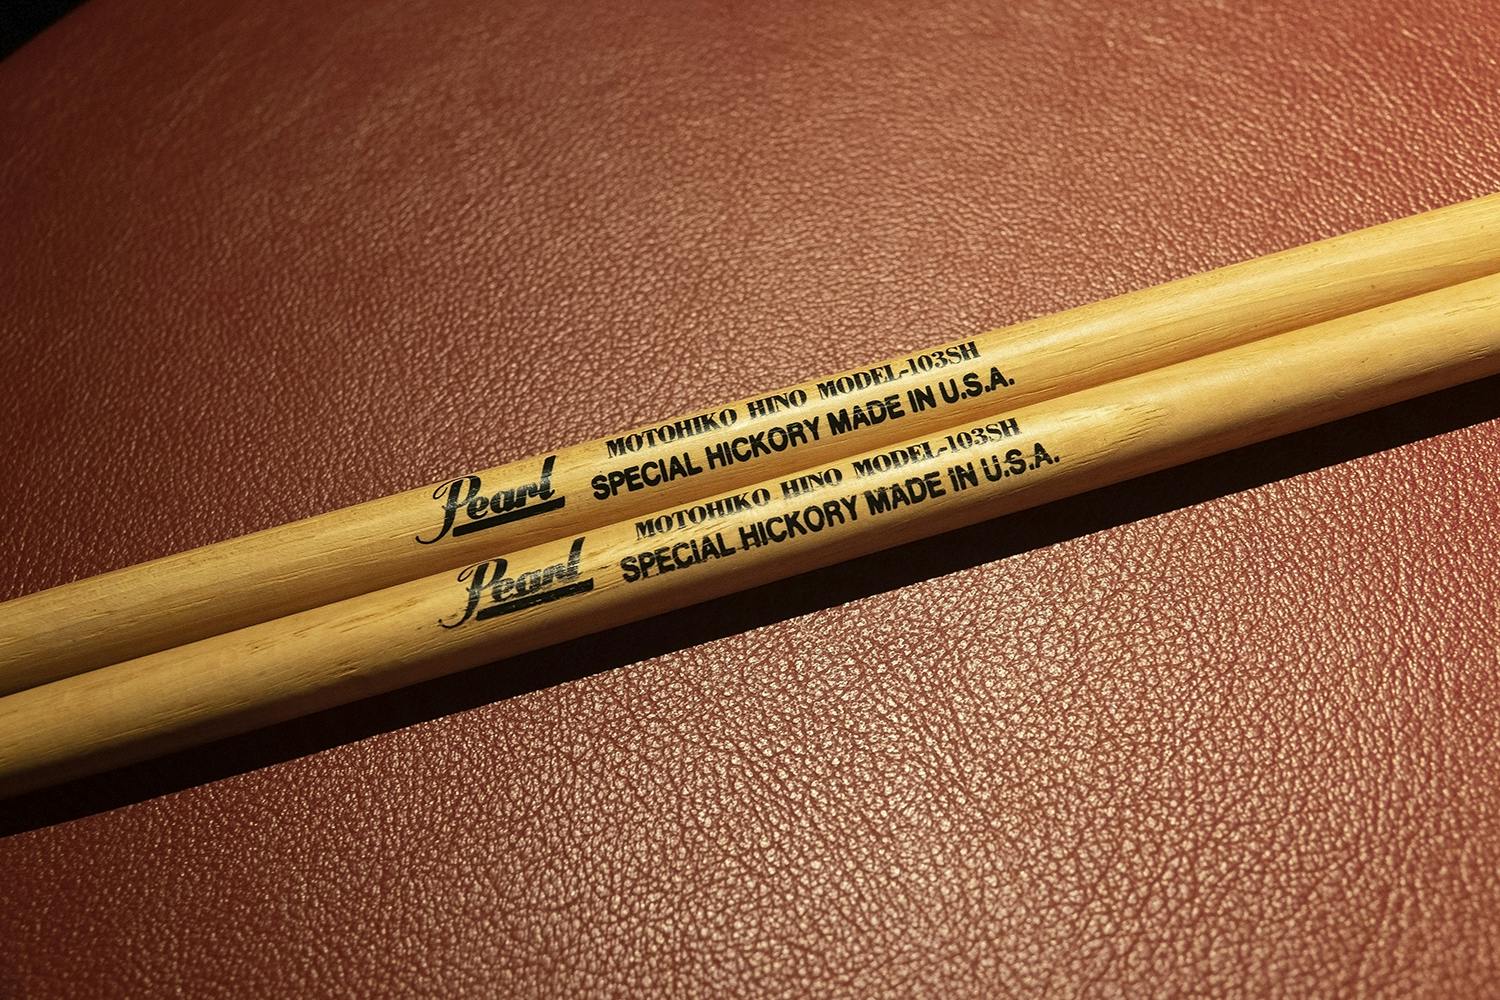 Pearl
MOTOHIKO HINO MODEL-103SH
SPECIAL HICKORY MADE IN U.S.A.
Pearl
MOTOHIKO HINO MODEL-103SH
SPECIAL HICKORY MADE IN U.S.A.